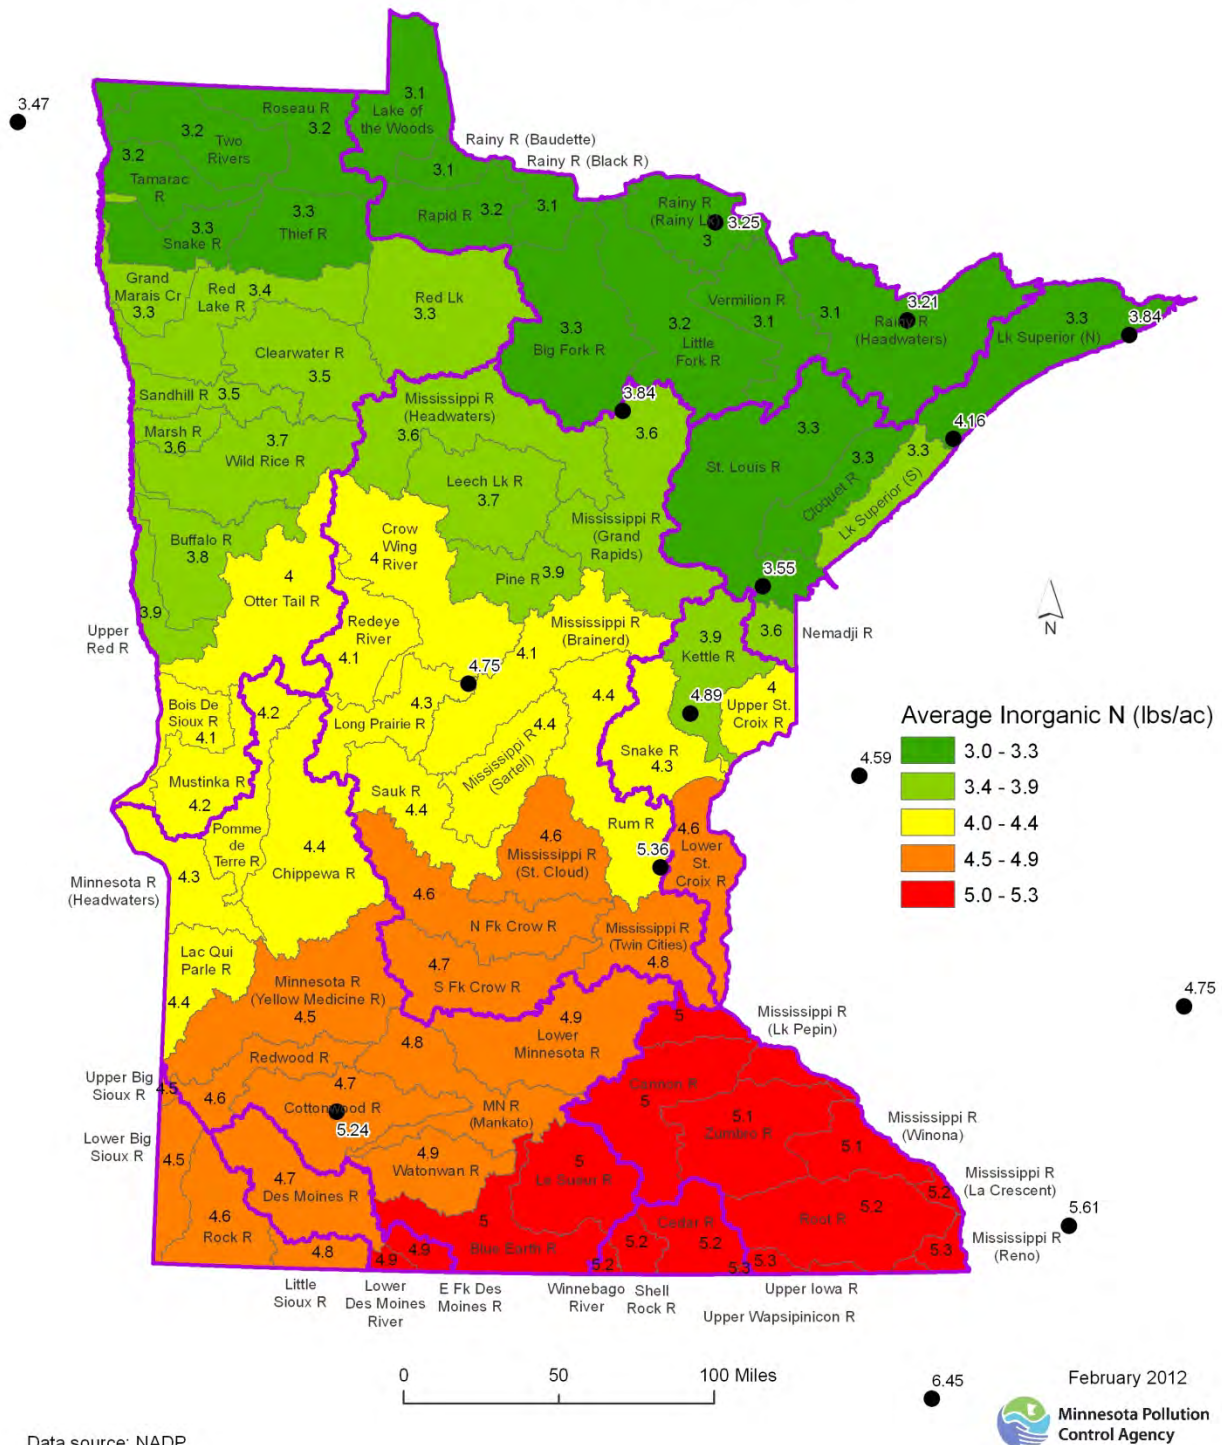 3.47
3.1
Lake of
the Woods
Roseau R
3.2
3.2
Two
Rivers
3.2
Tamarac
R
Rainy R (Baudette)
Rainy R (Black R)
3.1
Rapid R
3.2
3.1
3.3
Snake R
3.3
Thief R
Rainy R
(Rainy Lk)
3
3.25
Grand
Marais Cr
3.3
Red
Lake R
3.4
Red Lk
3.3
Vermilion R
3.1
3.1
3.21
Rainy R
(Headwaters)
3.3
Lk Superior (N)
3.84
3.3
Big Fork R
3.2
Little
Fork R
Clearwater R
3.5
Sandhill R
3.5
Mississippi R
(Headwaters)
3.6
3.84
3.6
Marsh R
3.6
3.7
Wild Rice R
3.3
St. Louis R
3.3
Cloquet R
4.16
3.3
Lk Superior (S)
Leech Lk R
3.7
Mississippi R
(Grand
Rapids)
Buffalo R
3.8
Crow
Wing
River
4
4
Otter Tail R
Pine R
3.9
3.55
3.9
Upper
Red R
Redeye
River
4.1
Mississippi R
(Brainerd)
4.1
3.9
Kettle R
3.6
Nemadji R
N
4.75
4.3
Long Prairie R
4.4
4.89
4
Upper St.
Croix R
Bois De
Sioux R
4.1
4.2
4.4
Mississippi R
(Sartell)
Snake R
4.3
Average Inorganic N (lbs/ac)
3.0 - 3.3
3.4 - 3.9
4.0 - 4.4
4.5 - 4.9
5.0 - 5.3
4.59
Mustinka R
4.2
Sauk R
4.4
Pomme
de
Terre R
4.4
Chippewa R
4.6
Mississippi R
(St. Cloud)
Rum R
5.36
4.6
Lower
St.
Croix R
Minnesota R
(Headwaters)
4.3
4.6
N Fk Crow R
Mississippi R
(Twin Cities)
4.8
Lac Qui
Parle R
4.4
4.7
S Fk Crow R
Minnesota R
(Yellow Medicine R)
4.5
4.75
4.9
Lower
Minnesota R
5
Mississippi R
(Lk Pepin)
4.8
Redwood R
4.7
Upper Big
Sioux R
4.5
4.6
Cottonwood R
5.24
MN R
(Mankato)
Cannon R
5
5.1
Zumbro R
Mississippi R
(Winona)
5.1
Lower Big
Sioux R
4.5
4.9
Watonwan R
5
Le Sueur R
4.7
Des Moines R
Mississippi R
(La Crescent)
5.2
5.61
4.6
Rock R
5
Blue Earth R
Cedar R
5.2
5.2
5.2
Root R
Mississippi R
(Reno)
5.3
4.8
4.9
4.9
5.2
5.3
5.3
Little
Sioux R
Lower
Des Moines
River
E Fk Des
Moines R
Winnebago
River
Shell
Rock R
Upper Iowa R
Upper Wapsipinicon R
0 50 100 Miles
6.45
February 2012
Minnesota Pollution
Control Agency
Data source: NADP